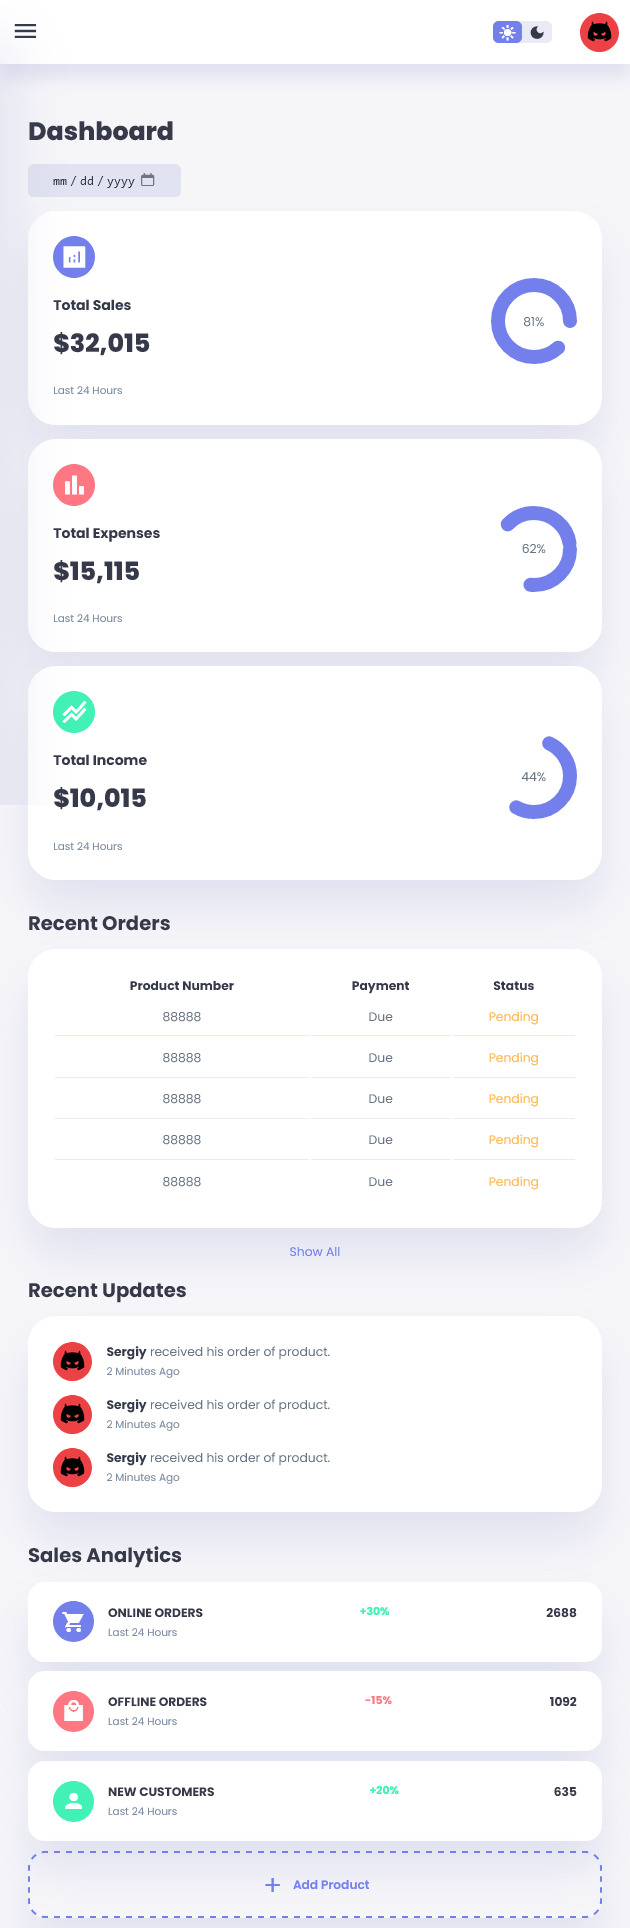 Dashboard
mm / dd / yyyy
Total Sales
$32,015
81%
Last 24 Hours
Total Expenses
$15,115
62%
Last 24 Hours
Total Income
$10,015
44%
Last 24 Hours
Recent Orders
Product Number Payment Status
88888 Due Pending
88888 Due Pending
88888 Due Pending
88888 Due Pending
88888 Due Pending
Show All
Recent Updates
Sergiy received his order of product.
2 Minutes Ago
Sergiy received his order of product.
2 Minutes Ago
Sergiy received his order of product.
2 Minutes Ago
Sales Analytics
ONLINE ORDERS +30% 2688
Last 24 Hours
OFFLINE ORDERS -15% 1092
Last 24 Hours
NEW CUSTOMERS +20% 635
Last 24 Hours
Add Product